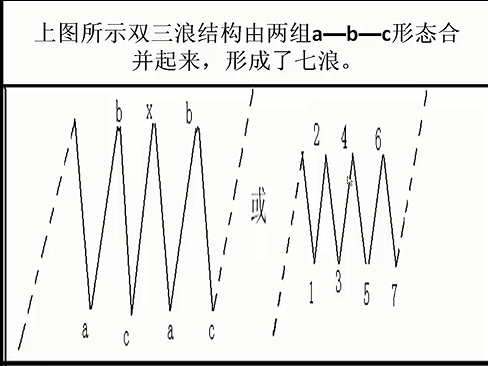 上图所示双三浪结构由两组a—b—c形态合
并起来，形成了七浪。
b x b
a c a c
或
2 4 6
1 3 5 7